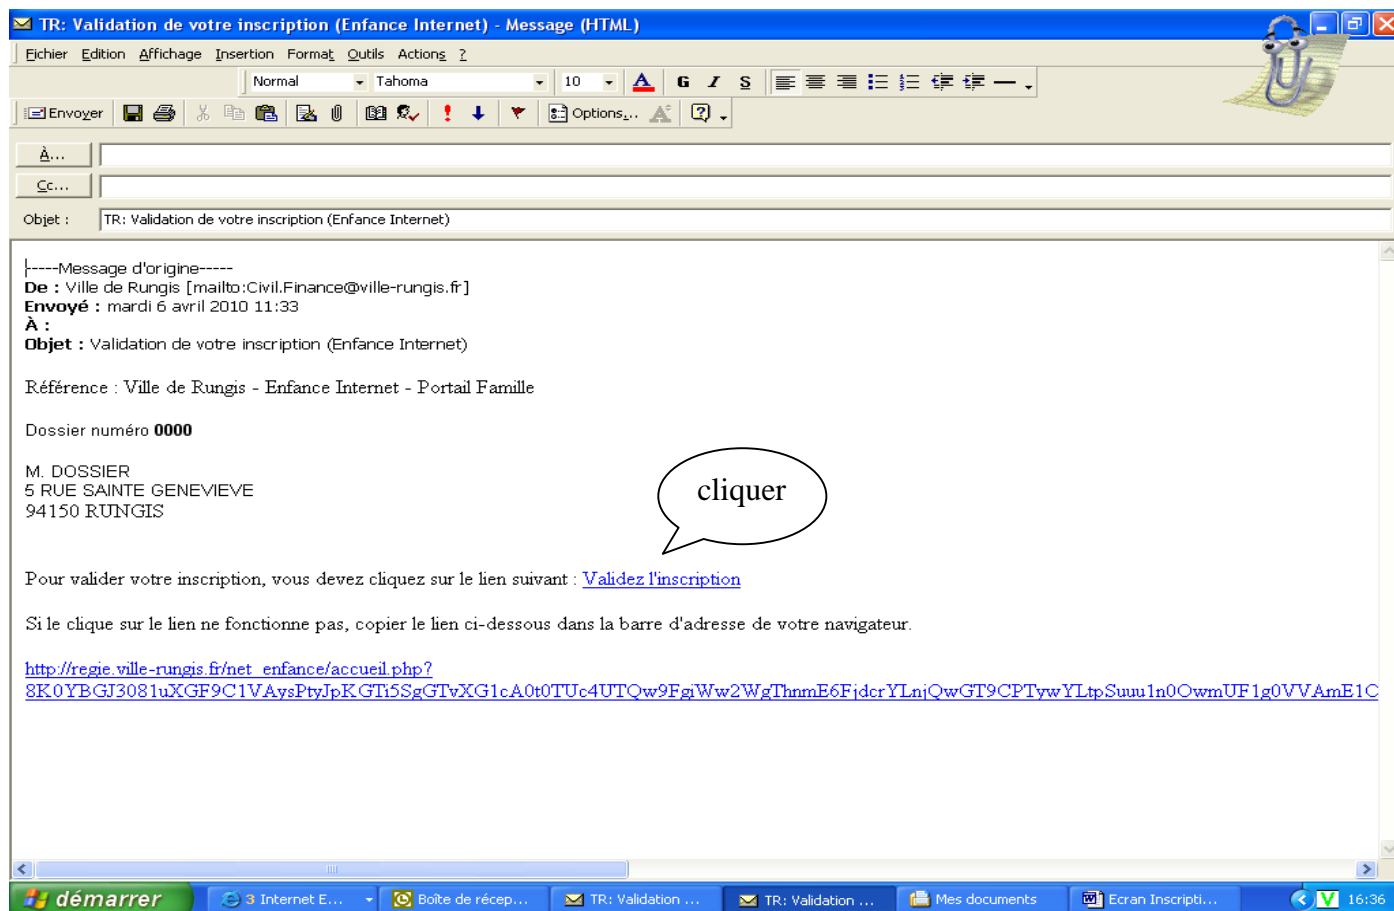 TR: Validation de votre inscription (Enfance Internet) - Message (HTML)
Fichier Edition Affichage Insertion Format Outils Actions ?
Normal Tahoma 10 A G I S
Envoyer Options... A
À...
Cc...
Objet : TR: Validation de votre inscription (Enfance Internet)
-----Message d'origine-----
De : Ville de Rungis [mailto:Civil.Finance@ville-rungis.fr]
Envoyé : mardi 6 avril 2010 11:33
À :
Objet : Validation de votre inscription (Enfance Internet)
Référence : Ville de Rungis - Enfance Internet - Portail Famille
Dossier numéro 0000
M. DOSSIER
5 RUE SAINTE GENEVIEVE
94150 RUNGIS
cliquer
Pour valider votre inscription, vous devez cliquez sur le lien suivant : Validez l'inscription
Si le clique sur le lien ne fonctionne pas, copier le lien ci-dessous dans la barre d'adresse de votre navigateur.
http://regie.ville-rungis.fr/net_enfance/accueil.php?
8K0YBGJ3081uXGF9C1VAysPtyJpKGTi5SgGTvXG1cA0t0TUc4UTQw9FgiWw2WgThnmE6FjdcrYLnjQwGT9CPTywYLtpSuuu1n0OwmUF1g0VVAmE1C
démarrer 3 Internet E... Boîte de récep... TR: Validation ... TR: Validation ... Mes documents Ecran Inscripti... 16:36